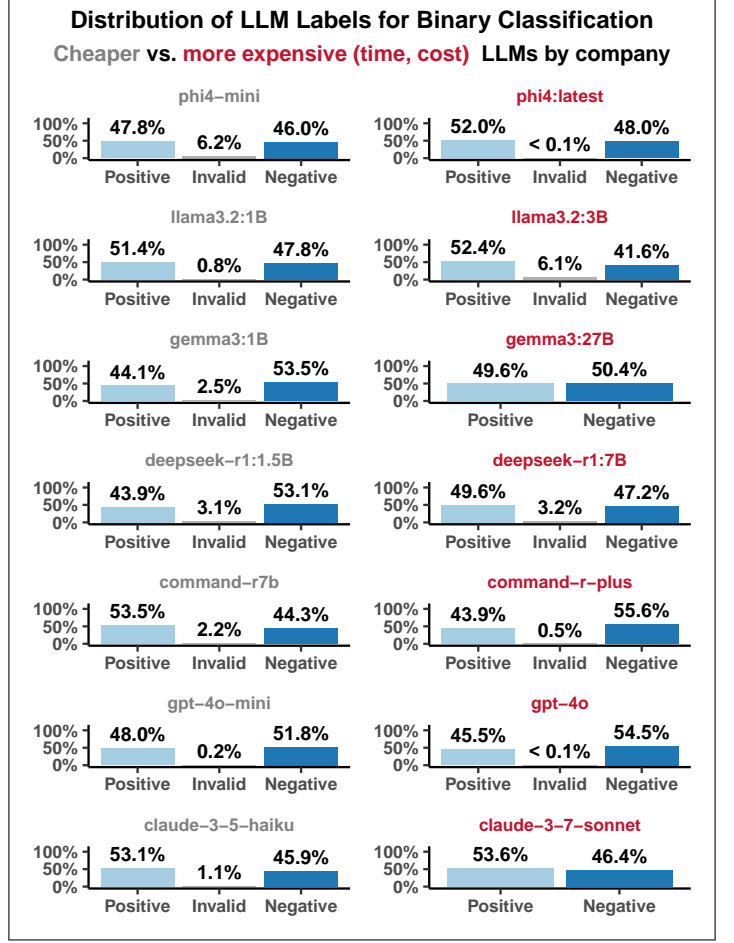 Distribution of LLM Labels for Binary Classification
Cheaper vs. more expensive (time, cost) LLMs by company
phi4−mini
100%
50%
0%
47.8% 6.2% 46.0%
Positive Invalid Negative
phi4:latest
100%
50%
0%
52.0% < 0.1% 48.0%
Positive Invalid Negative
llama3.2:1B
100%
50%
0%
51.4% 0.8% 47.8%
Positive Invalid Negative
llama3.2:3B
100%
50%
0%
52.4% 6.1% 41.6%
Positive Invalid Negative
gemma3:1B
100%
50%
0%
44.1% 2.5% 53.5%
Positive Invalid Negative
gemma3:27B
100%
50%
0%
49.6% 50.4%
Positive Negative
deepseek−r1:1.5B
100%
50%
0%
43.9% 3.1% 53.1%
Positive Invalid Negative
deepseek−r1:7B
100%
50%
0%
49.6% 3.2% 47.2%
Positive Invalid Negative
command−r7b
100%
50%
0%
53.5% 2.2% 44.3%
Positive Invalid Negative
command−r−plus
100%
50%
0%
43.9% 0.5% 55.6%
Positive Invalid Negative
gpt−4o−mini
100%
50%
0%
48.0% 0.2% 51.8%
Positive Invalid Negative
gpt−4o
100%
50%
0%
45.5% < 0.1% 54.5%
Positive Invalid Negative
claude−3−5−haiku
100%
50%
0%
53.1% 1.1% 45.9%
Positive Invalid Negative
claude−3−7−sonnet
100%
50%
0%
53.6% 46.4%
Positive Negative